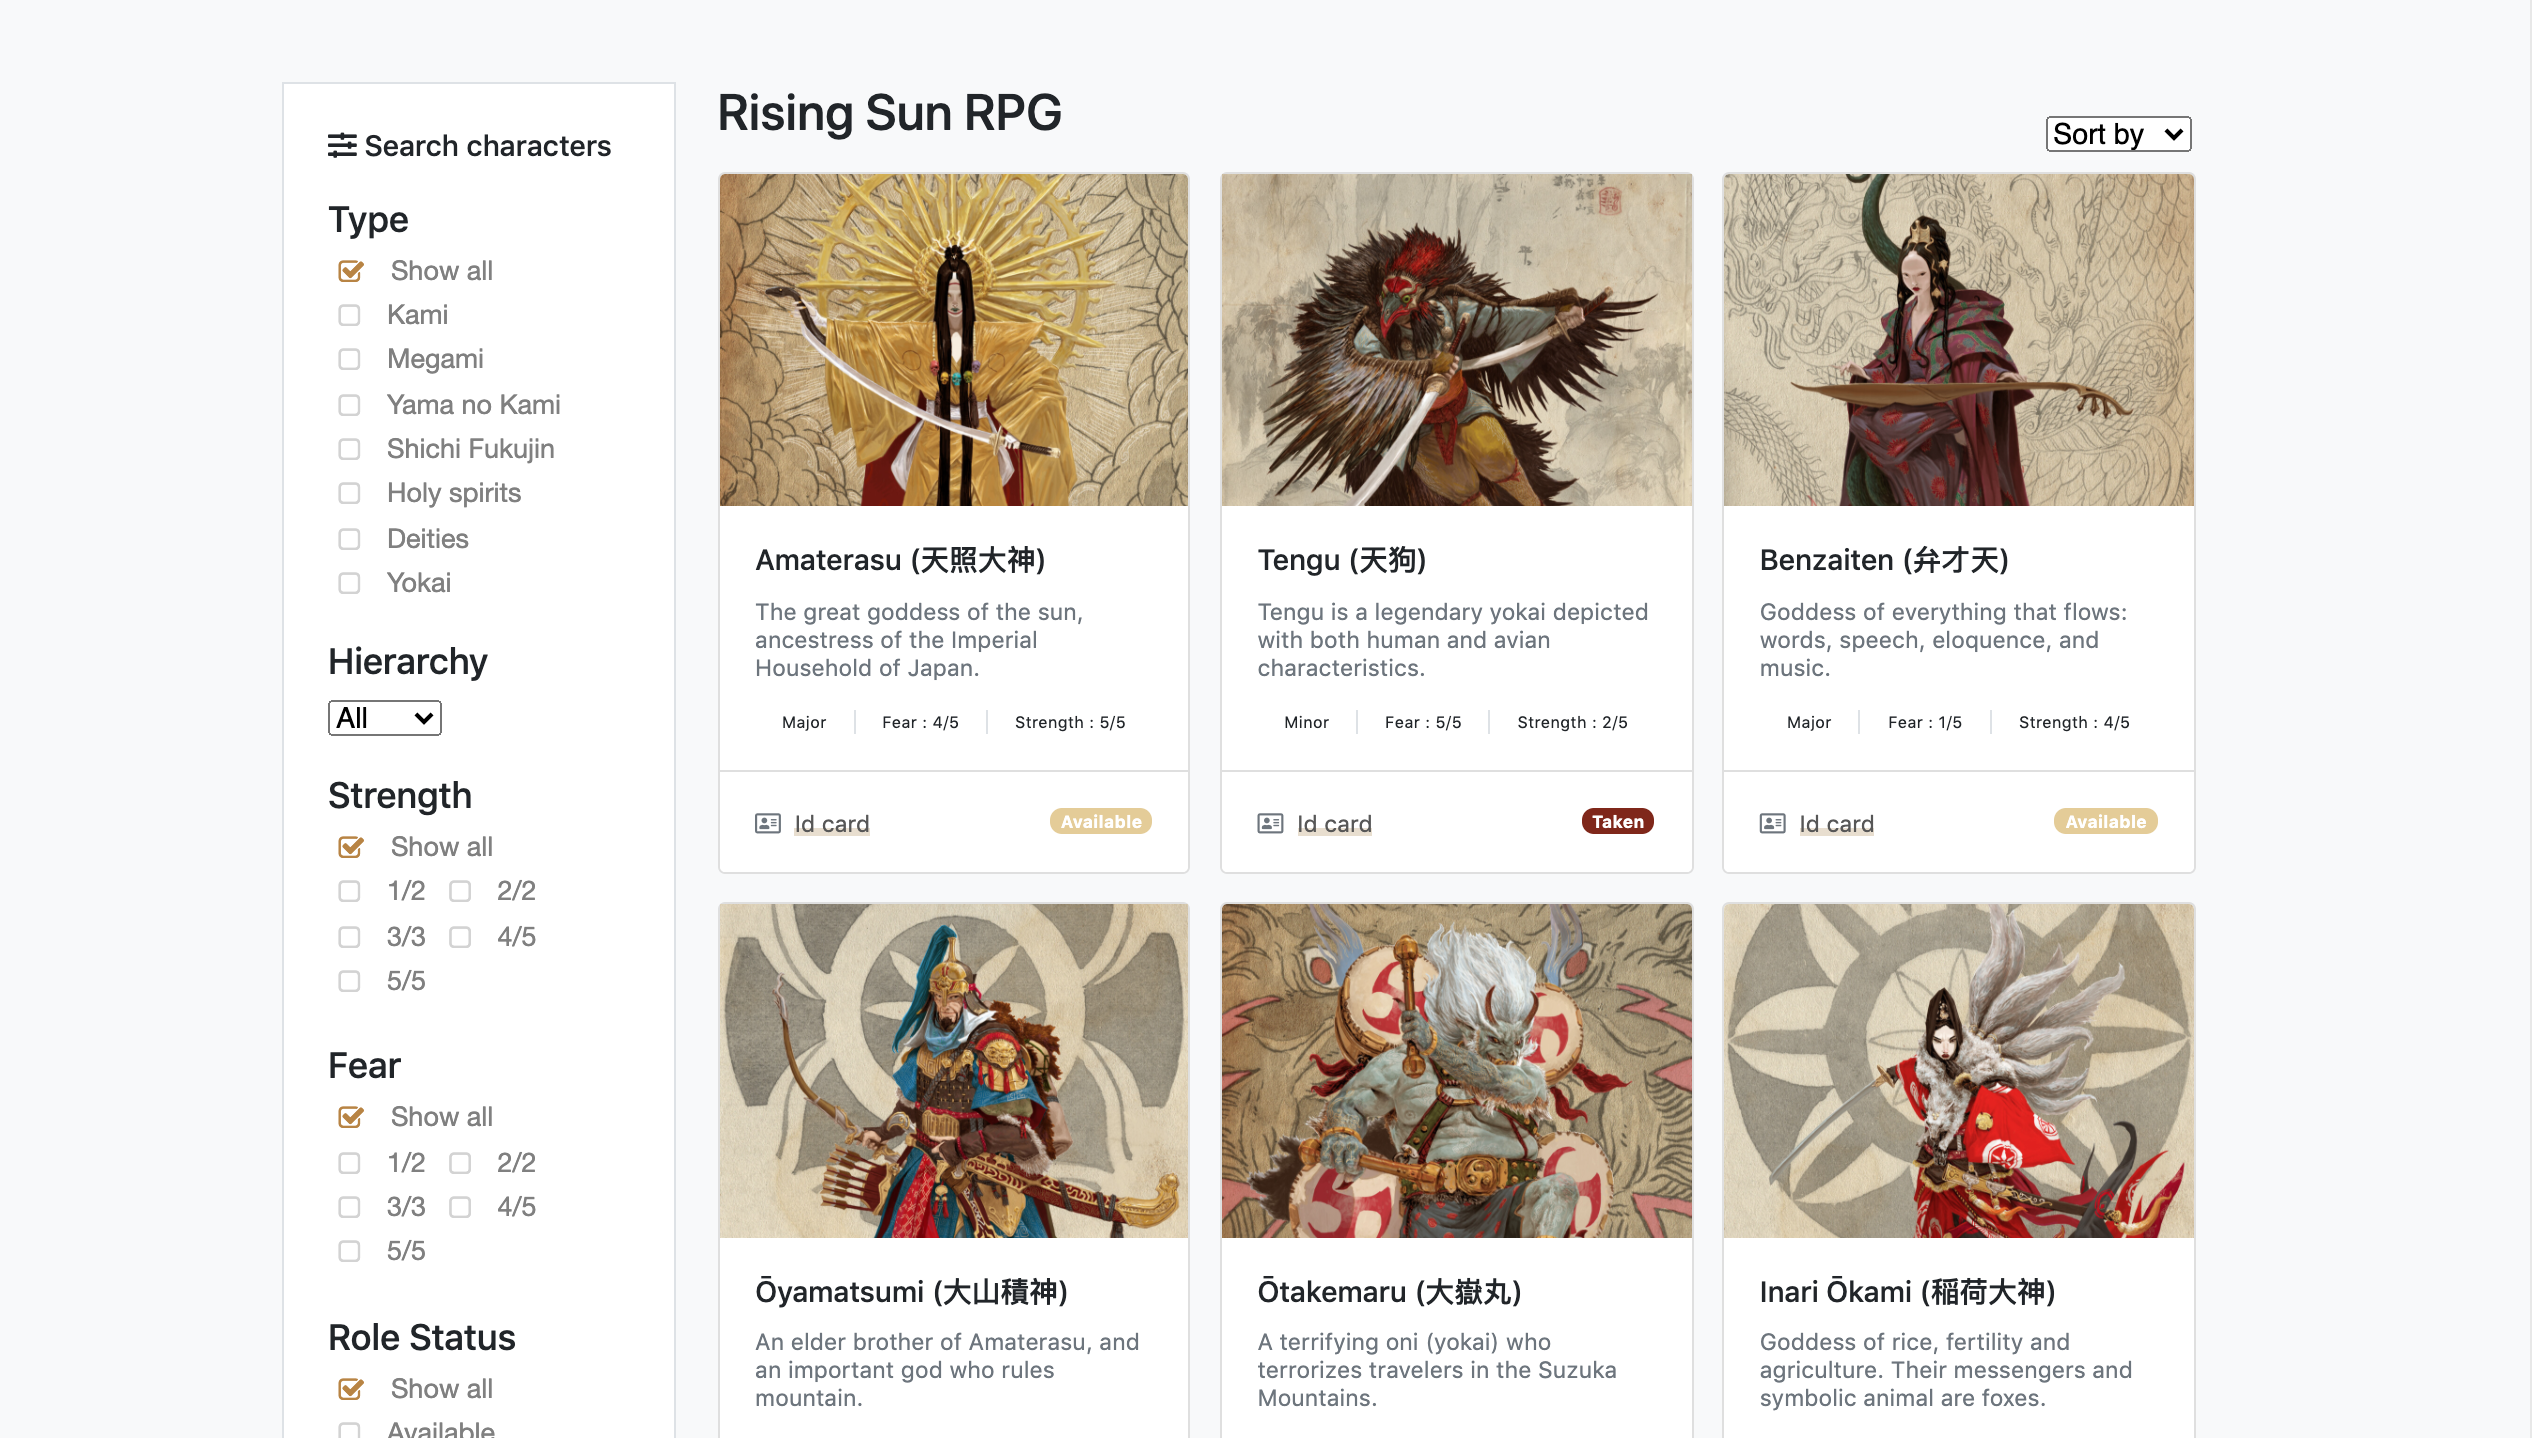 Search characters
Type
Show all
Kami
Megami
Yama no Kami
Shichi Fukujin
Holy spirits
Deities
Yokai
Hierarchy
All
Strength
Show all
1/2 2/2
3/3 4/5
5/5
Fear
Show all
1/2 2/2
3/3 4/5
5/5
Role Status
Show all
Available
Rising Sun RPG
Sort by
Amaterasu (天照大神)
The great goddess of the sun,
ancestress of the Imperial
Household of Japan.
Major Fear : 4/5 Strength : 5/5
Id card Available
Tengu (天狗)
Tengu is a legendary yokai depicted
with both human and avian
characteristics.
Minor Fear : 5/5 Strength : 2/5
Id card Taken
Benzaiten (弁才天)
Goddess of everything that flows:
words, speech, eloquence, and
music.
Major Fear : 1/5 Strength : 4/5
Id card Available
Ōyamatsumi (大山積神)
An elder brother of Amaterasu, and
an important god who rules
mountain.
Ōtakemaru (大嶽丸)
A terrifying oni (yokai) who
terrorizes travelers in the Suzuka
Mountains.
Inari Ōkami (稲荷大神)
Goddess of rice, fertility and
agriculture. Their messengers and
symbolic animal are foxes.